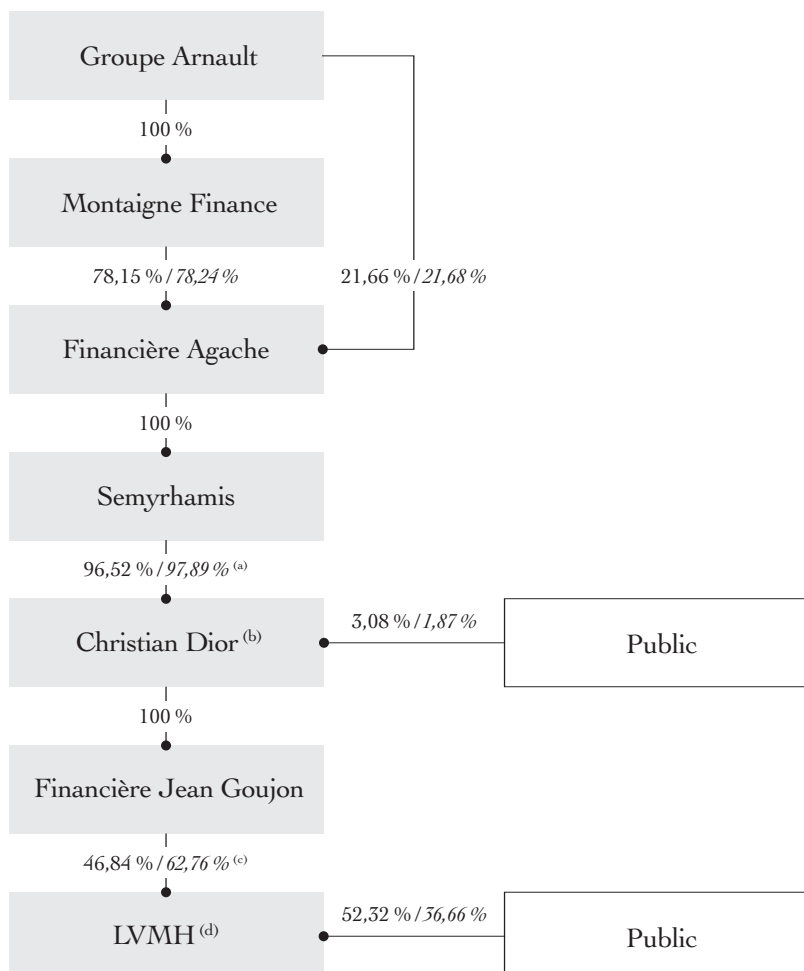 Groupe Arnault
100 %
Montaigne Finance
78,15 % / 78,24 %
21,66 % / 21,68 %
Financière Agache
100 %
Semyrhamis
96,52 % / 97,89 % (a)
3,08 % / 1,87 %
Christian Dior (b)
Public
100 %
Financière Jean Goujon
46,84 % / 62,76 % (c)
52,32 % / 36,66 %
LVMH (d)
Public